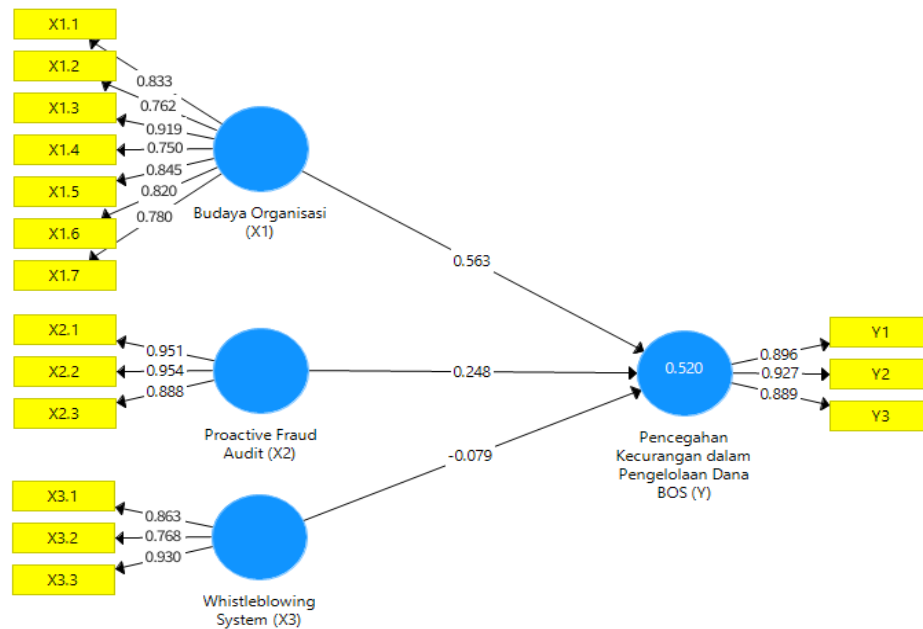 X1.1
X1.2
X1.3
X1.4
X1.5
X1.6
X1.7
0.833
0.762
0.919
0.750
0.845
0.820
0.780
Budaya Organisasi
(X1)
0.563
X2.1
X2.2
X2.3
0.951
0.954
0.888
Proactive Fraud
Audit (X2)
0.248
X3.1
X3.2
X3.3
0.863
0.768
0.930
Whistleblowing
System (X3)
-0.079
0.520
Pencegahan
Kecurangan dalam
Pengelolaan Dana
BOS (Y)
0.896
0.927
0.889
Y1
Y2
Y3